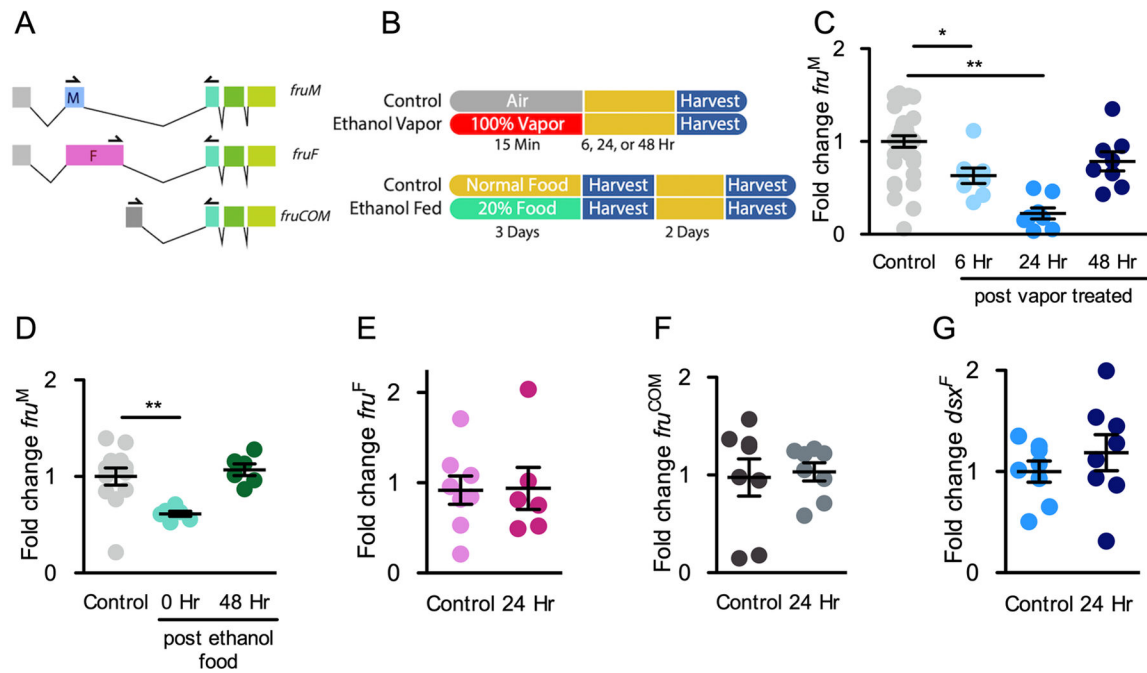 A
M
fruM
F
fruF
fruCOM
B
Control Air Harvest
Ethanol Vapor 100% Vapor Harvest
15 Min 6, 24, or 48 Hr
Control Normal Food Harvest Harvest
Ethanol Fed 20% Food Harvest Harvest
3 Days 2 Days
C
Fold change fruM
2
1
0
*
**
Control 6 Hr 24 Hr 48 Hr
post vapor treated
D
Fold change fruM
2
1
0
**
Control 0 Hr 48 Hr
post ethanol
food
E
Fold change fruF
2
1
0
Control 24 Hr
F
Fold change fruCOM
2
1
0
Control 24 Hr
G
Fold change dsxF
2
1
0
Control 24 Hr